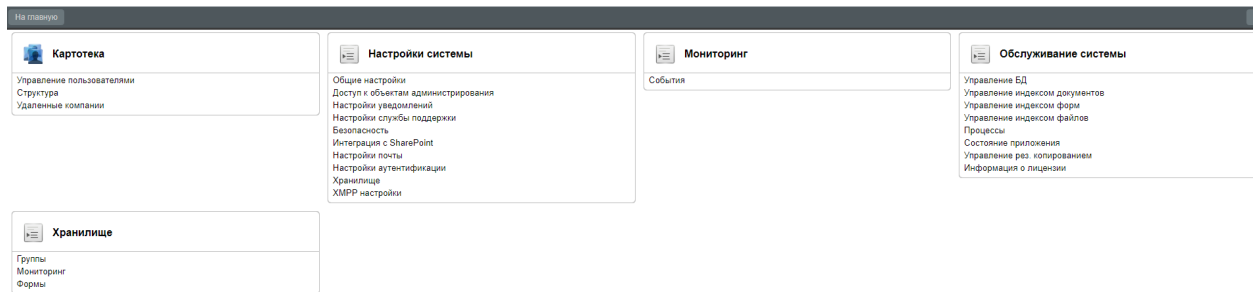 На главную
Картотека
Управление пользователями
Структура
Удаленные компании
Настройки системы
Общие настройки
Доступ к объектам администрирования
Настройки уведомлений
Настройки службы поддержки
Безопасность
Интеграция с SharePoint
Настройки почты
Настройки аутентификации
Хранилище
XMPP настройки
Мониторинг
События
Обслуживание системы
Управление БД
Управление индексом документов
Управление индексом форм
Управление индексом файлов
Процессы
Состояние приложения
Управление рез. копированием
Информация о лицензии
Хранилище
Группы
Мониторинг
Формы